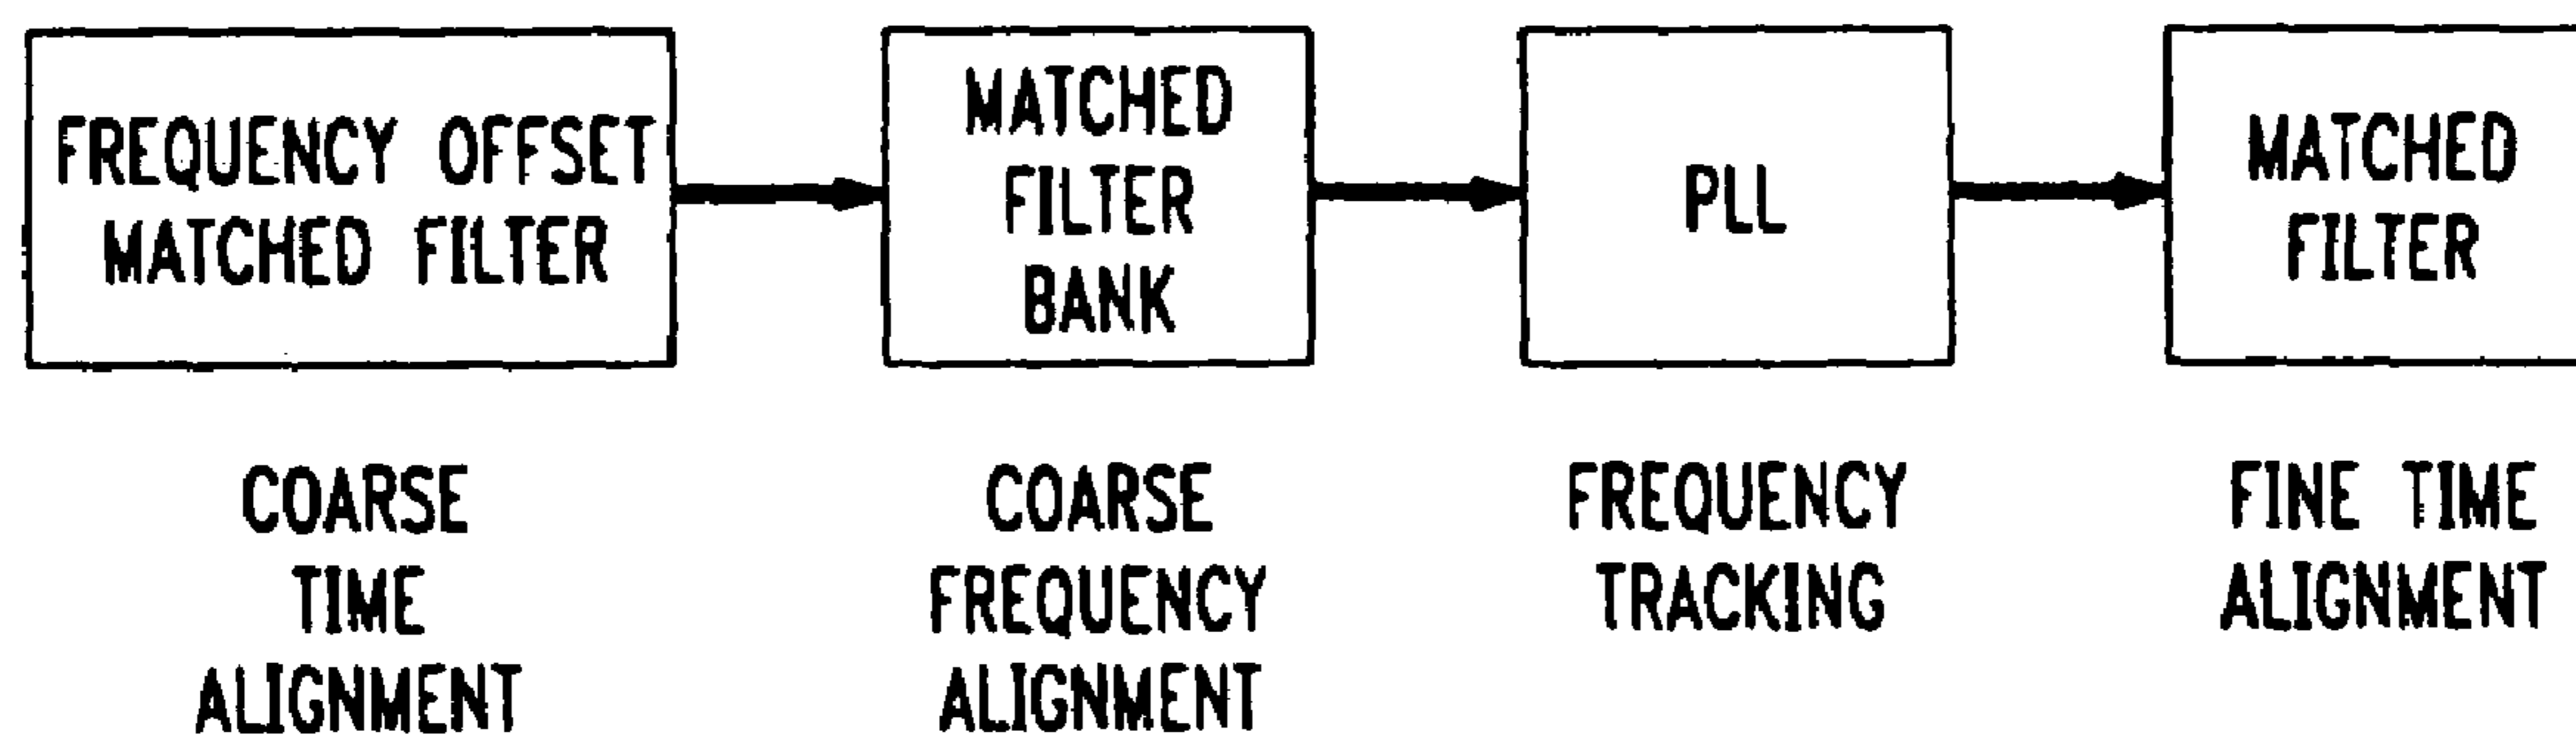 FREQUENCY OFFSET
MATCHED FILTER
MATCHED
FILTER
BANK
PLL
MATCHED
FILTER
COARSE
TIME
ALIGNMENT
COARSE
FREQUENCY
ALIGNMENT
FREQUENCY
TRACKING
FINE TIME
ALIGNMENT